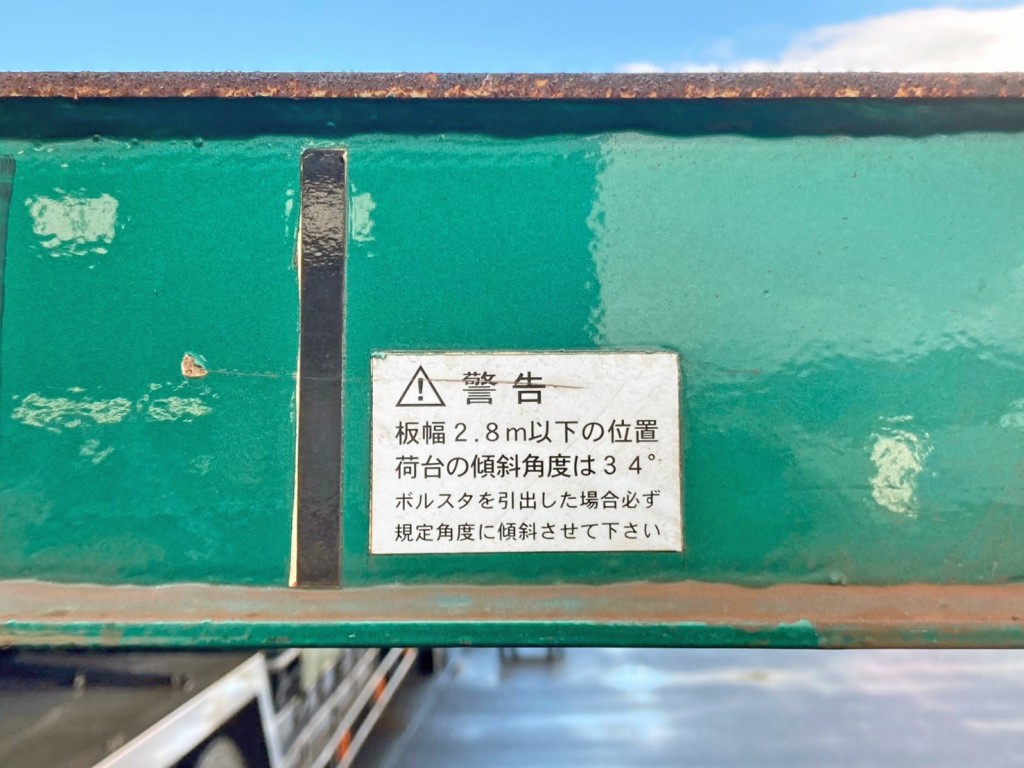 警告
板幅2.8m以下の位置
荷台の傾斜角度は34°
ボルスタを引出した場合必ず
規定角度に傾斜させて下さい